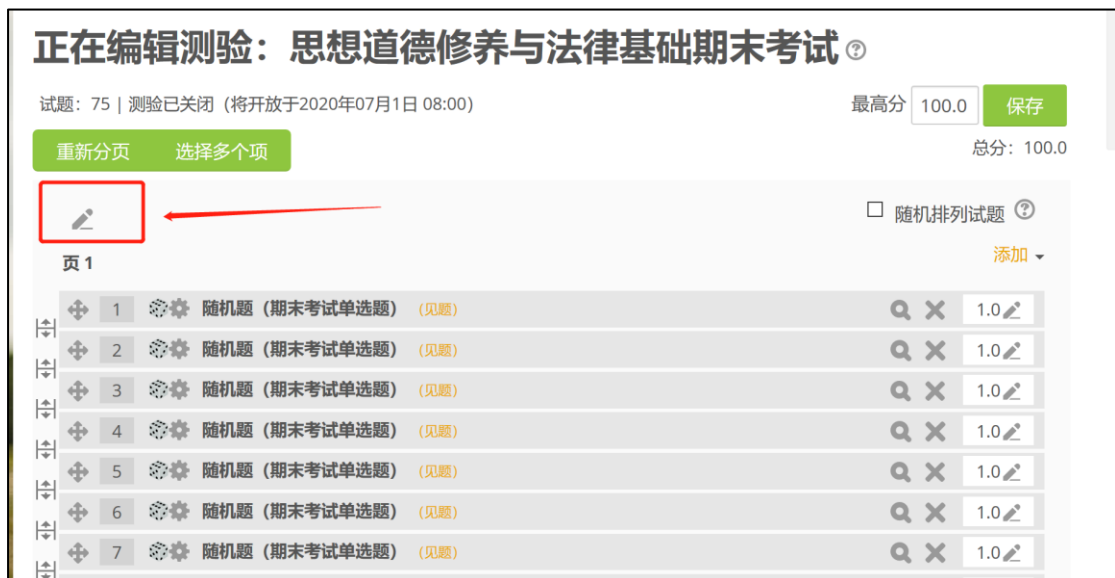 正在编辑测验：思想道德修养与法律基础期末考试
试题：75 | 测验已关闭（将开放于2020年07月1日 08:00）
最高分 100.0 保存
重新分页 选择多个项
总分：100.0
随机排列试题
页 1
添加
1 随机题（期末考试单选题） （见题） 1.0
2 随机题（期末考试单选题） （见题） 1.0
3 随机题（期末考试单选题） （见题） 1.0
4 随机题（期末考试单选题） （见题） 1.0
5 随机题（期末考试单选题） （见题） 1.0
6 随机题（期末考试单选题） （见题） 1.0
7 随机题（期末考试单选题） （见题） 1.0